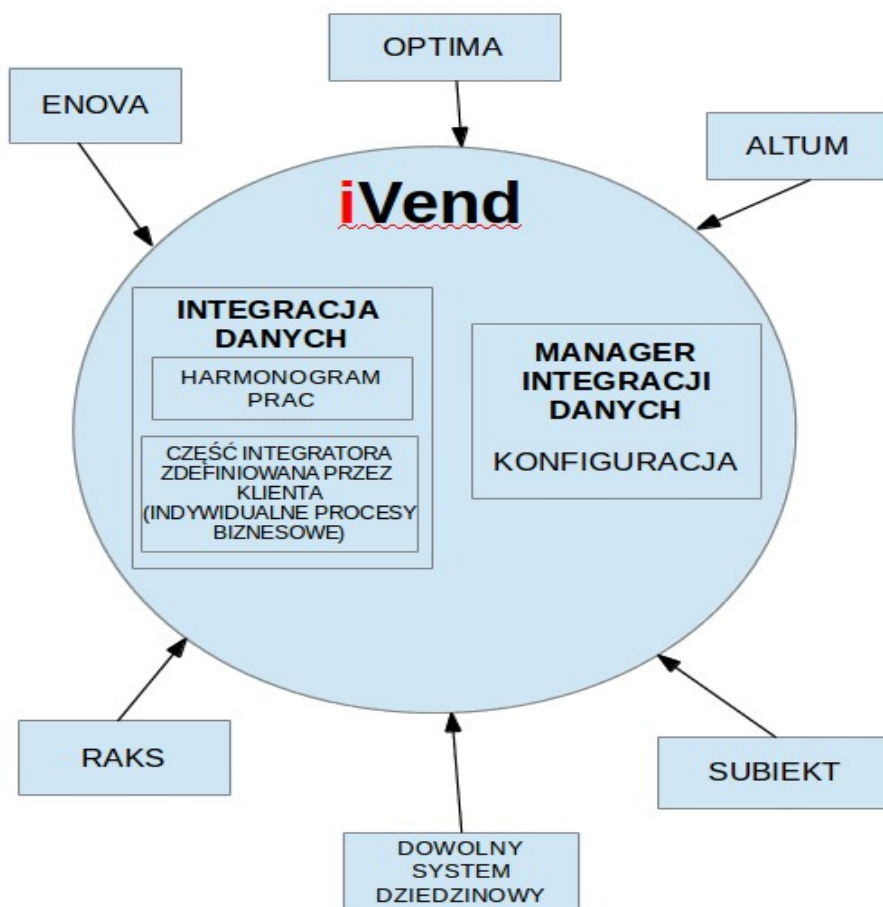 OPTIMA
ENOVA
ALTUM
iVend
INTEGRACJA
DANYCH
HARMONOGRAM
PRAC
CZĘŚĆ INTEGRATORA
ZDEFINIOWANA PRZEZ
KLIENTA
(INDYWIDUALNE PROCESY
BIZNESOWE)
MANAGER
INTEGRACJI
DANYCH
KONFIGURACJA
RAKS
SUBIEKT
DOWOLNY
SYSTEM
DZIEDZINOWY